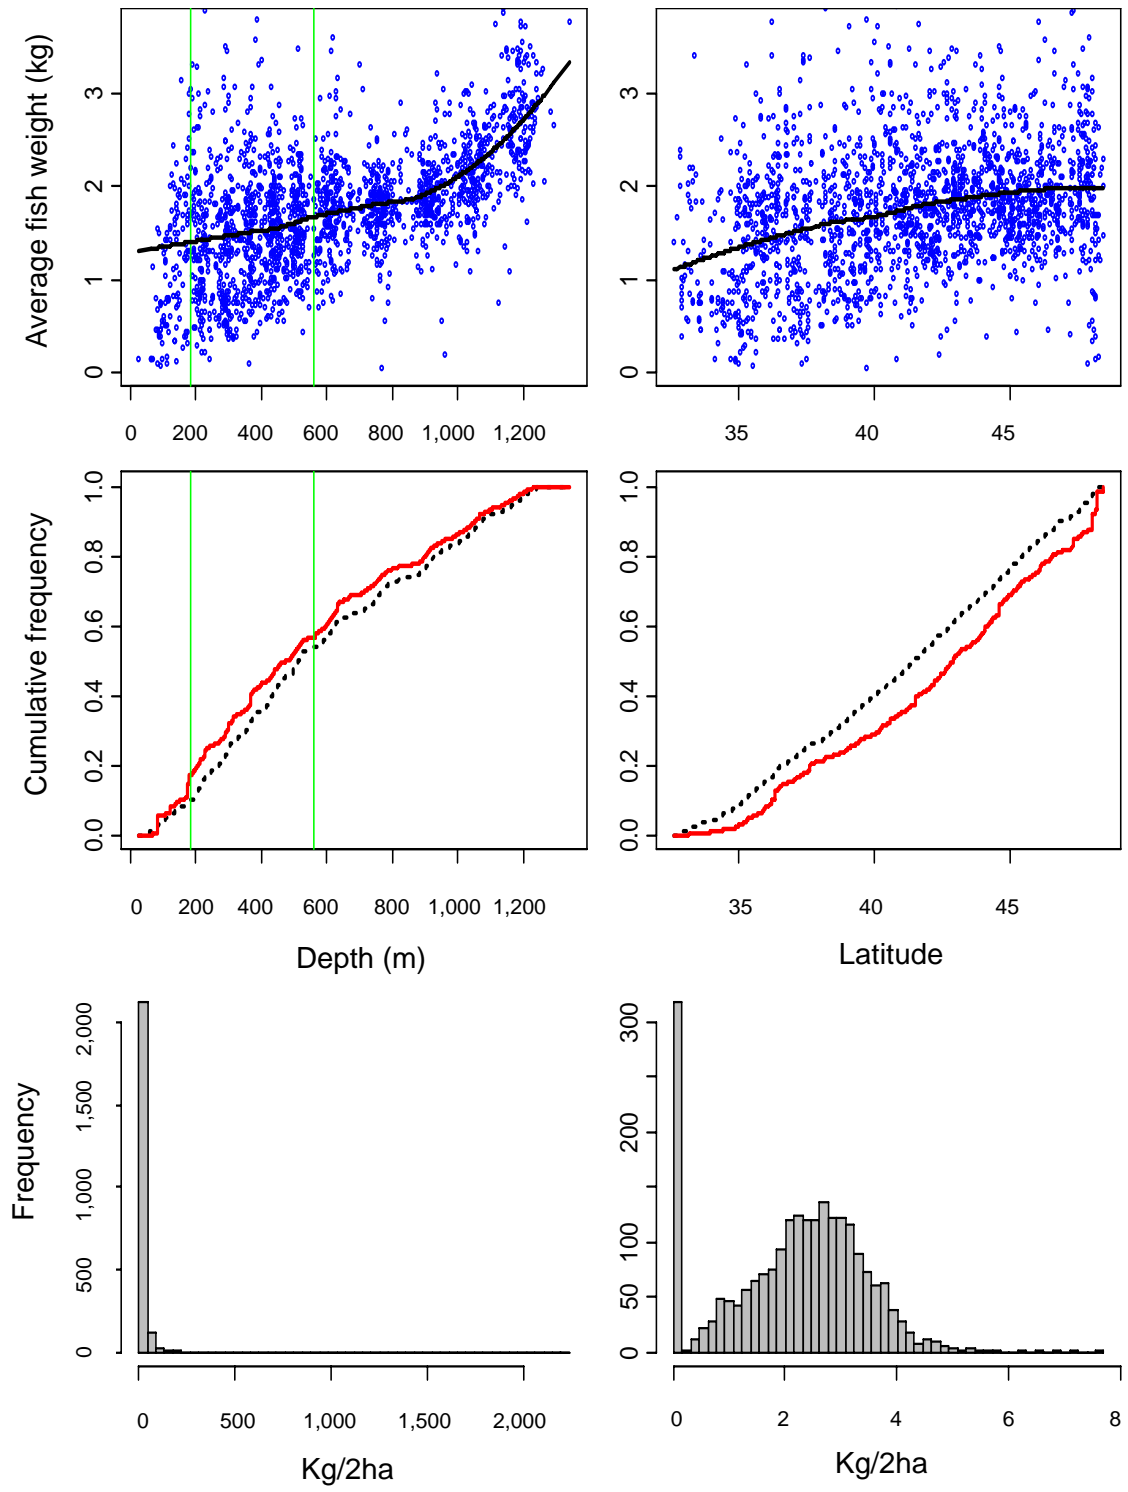 Average fish weight (kg)
3
2
1
0
0 200 400 600 800 1,000 1,200
35 40 45
Cumulative frequency
1.0
0.8
0.6
0.4
0.2
0.0
1.0
0.8
0.6
0.4
0.2
0.0
3
2
1
0
0 200 400 600 800 1,000 1,200
35 40 45
Depth (m)
Latitude
Frequency
2,000
1,500
1,000
500
0
300
200
100
50
0
0 500 1,000 1,500 2,000
0 2 4 6 8
Kg/2ha
Kg/2ha